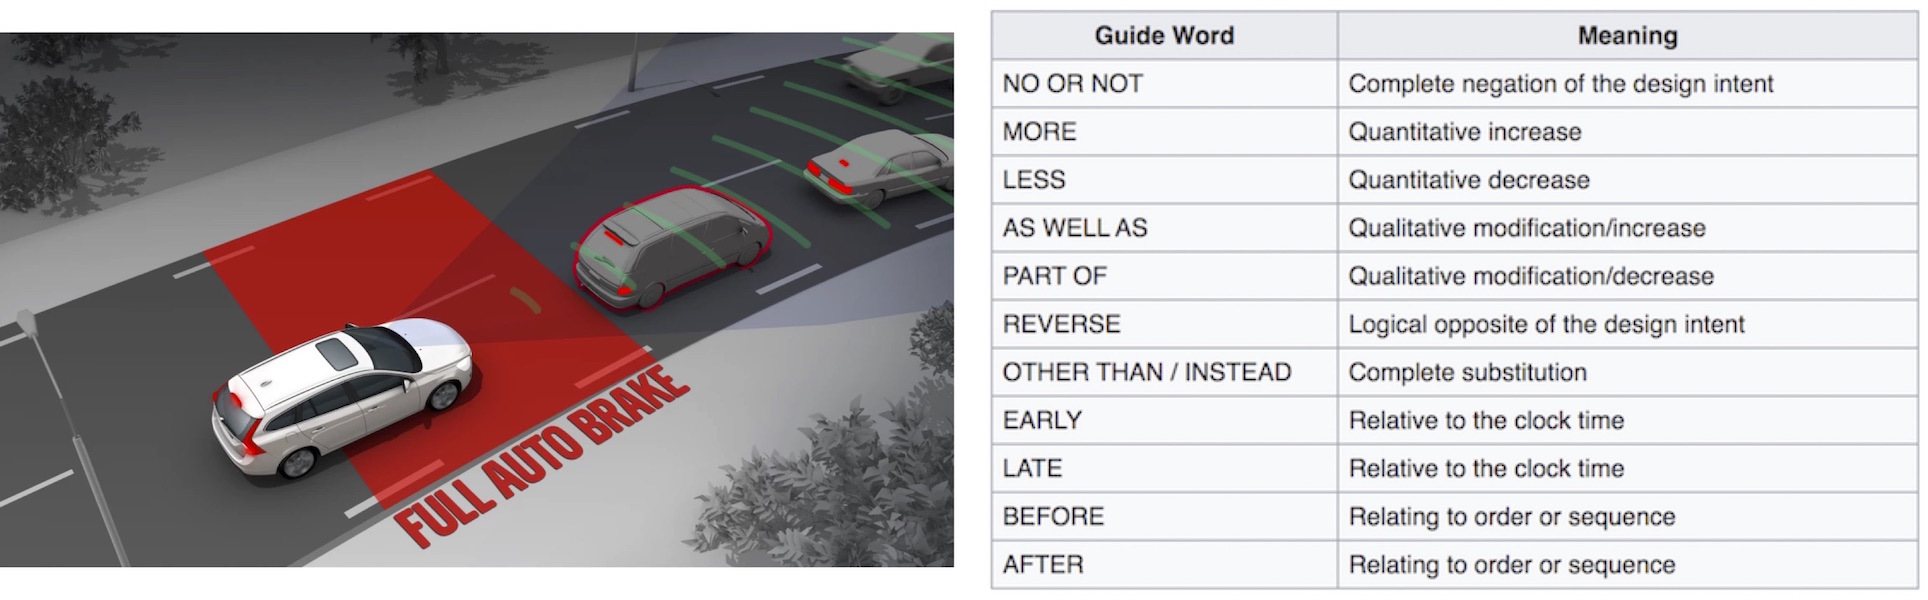 FULL AUTO BRAKE
Guide Word Meaning
NO OR NOT Complete negation of the design intent
MORE Quantitative increase
LESS Quantitative decrease
AS WELL AS Qualitative modification/increase
PART OF Qualitative modification/decrease
REVERSE Logical opposite of the design intent
OTHER THAN / INSTEAD Complete substitution
EARLY Relative to the clock time
LATE Relative to the clock time
BEFORE Relating to order or sequence
AFTER Relating to order or sequence